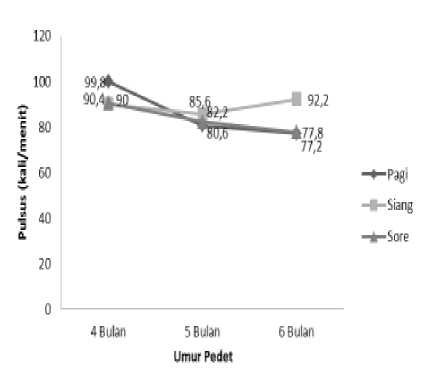 120
100
80
60
40
20
0
Pulsus (kali/menit)
99,8
90,4
90
85,6
82,2
80,6
92,2
77,8
77,2
4 Bulan
5 Bulan
6 Bulan
Umur Pedet
Pagi
Siang
Sore